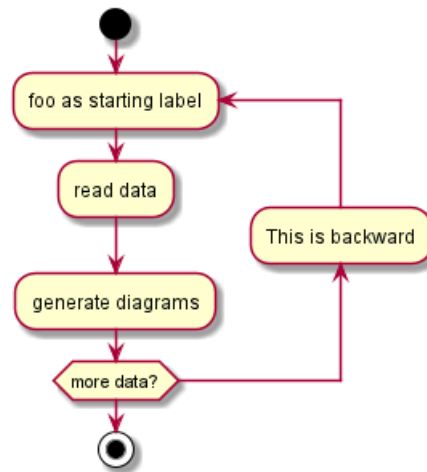 foo as starting label
read data
This is backward
generate diagrams
more data?